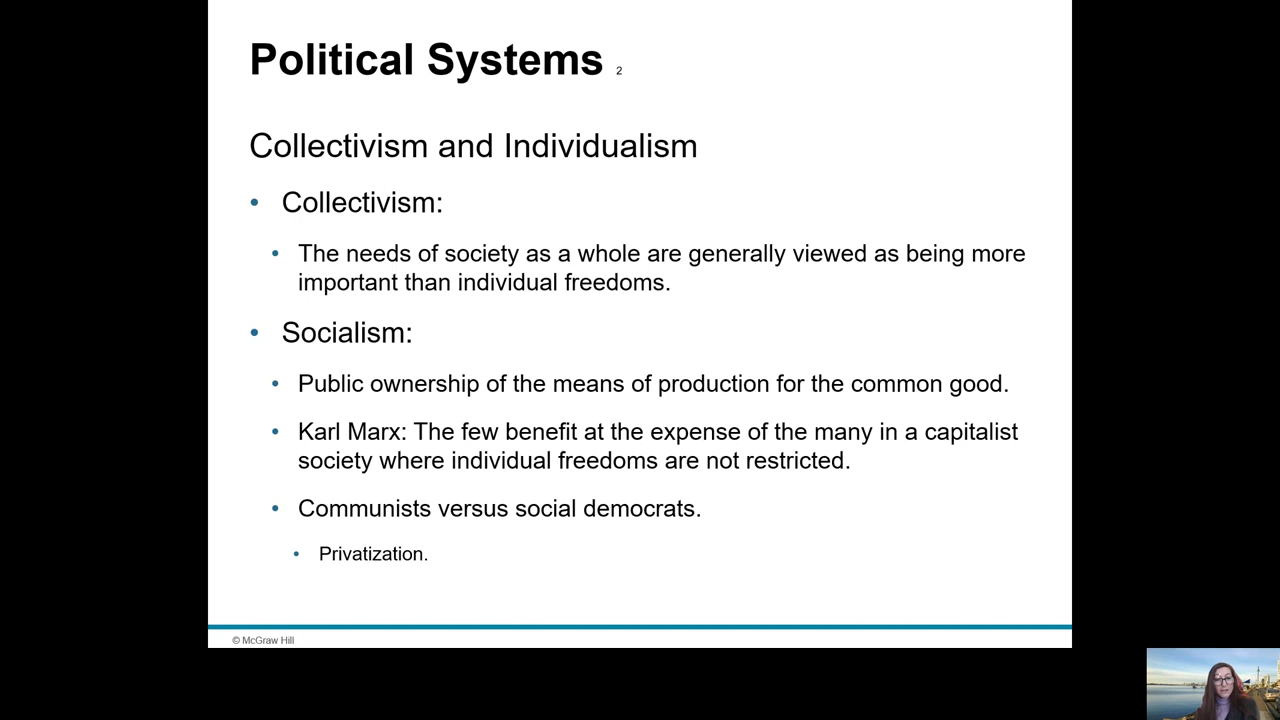 Political Systems 2
Collectivism and Individualism
• Collectivism:
• The needs of society as a whole are generally viewed as being more
important than individual freedoms.
• Socialism:
• Public ownership of the means of production for the common good.
• Karl Marx: The few benefit at the expense of the many in a capitalist
society where individual freedoms are not restricted.
• Communists versus social democrats.
• Privatization.
© McGraw Hill